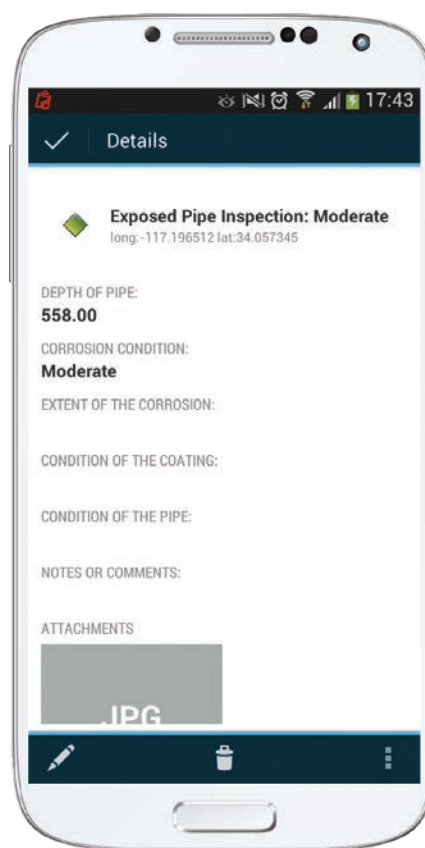 17:43
Details
Exposed Pipe Inspection: Moderate
long:-117.196512 lat:34.057345
DEPTH OF PIPE:
558.00
CORROSION CONDITION:
Moderate
EXTENT OF THE CORROSION:
CONDITION OF THE COATING:
CONDITION OF THE PIPE:
NOTES OR COMMENTS:
ATTACHMENTS
JPG